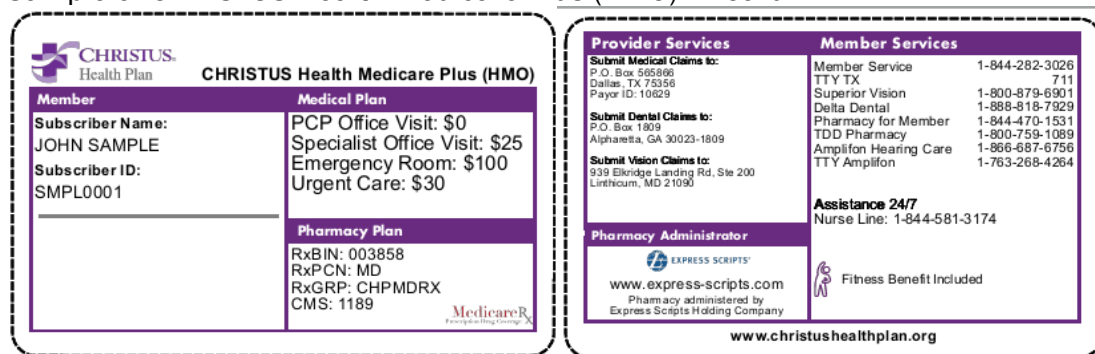 CHRISTUS.
Health Plan
CHRISTUS Health Medicare Plus (HMO)
Member
Subscriber Name:
JOHN SAMPLE
Subscriber ID:
SMPL0001
Medical Plan
PCP Office Visit: $0
Specialist Office Visit: $25
Emergency Room: $100
Urgent Care: $30
Pharmacy Plan
RxBIN: 003858
RxPCN: MD
RxGRP: CHPMDRX
CMS: 1189
MedicareRx
Prescription Drug Coverage
Provider Services
Submit Medical Claims to:
P.O. Box 565866
Dallas, TX 75356
Payor ID: 10629
Submit Dental Claims to:
P.O. Box 1809
Alpharetta, GA 30023-1809
Submit Vision Claims to:
939 Elkridge Landing Rd, Ste 200
Linthicum, MD 21090
Pharmacy Administrator
EXPRESS SCRIPTS
www.express-scripts.com
Pharmacy administered by
Express Scripts Holding Company
Member Services
Member Service 1-844-282-3026
TTY TX 711
Superior Vision 1-800-879-6901
Delta Dental 1-888-818-7929
Pharmacy for Member 1-844-470-1531
TDD Pharmacy 1-800-759-1089
Amplifon Hearing Care 1-866-687-6756
TTY Amplifon 1-763-268-4264
Assistance 24/7
Nurse Line: 1-844-581-3174
Fitness Benefit Included
www.christushealthplan.org